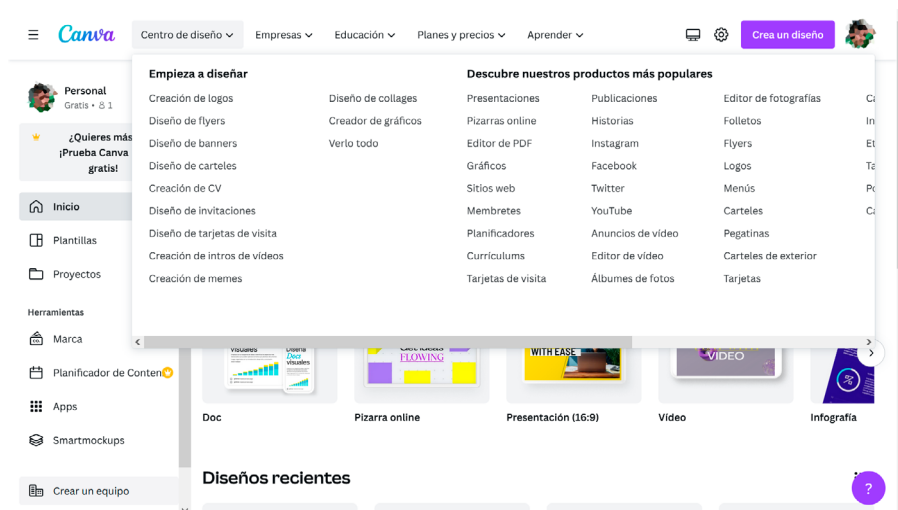 Canva
Centro de diseño
Empresas
Educación
Planes y precios
Aprender
Crea un diseño
Personal
Gratis • 1
¿Quieres más
¡Prueba Canva
gratis!
Inicio
Plantillas
Proyectos
Herramientas
Marca
Planificador de Conten
Apps
Smartmockups
Crear un equipo
Empieza a diseñar
Creación de logos
Diseño de flyers
Diseño de banners
Diseño de carteles
Creación de CV
Diseño de invitaciones
Diseño de tarjetas de visita
Creación de intros de vídeos
Creación de memes
Diseño de collages
Creador de gráficos
Verlo todo
Descubre nuestros productos más populares
Presentaciones
Pizarras online
Editor de PDF
Gráficos
Sitios web
Membretes
Planificadores
Currículums
Tarjetas de visita
Publicaciones
Historias
Instagram
Facebook
Twitter
YouTube
Anuncios de vídeo
Editor de vídeo
Álbumes de fotos
Editor de fotografías
Folletos
Flyers
Logos
Menús
Carteles
Pegatinas
Carteles de exterior
Tarjetas
visuales
Diseña
Docs
visuales
FLOWING
WITH EASE
VIDEO
Doc
Pizarra online
Presentación (16:9)
Vídeo
Infografía
Diseños recientes
?